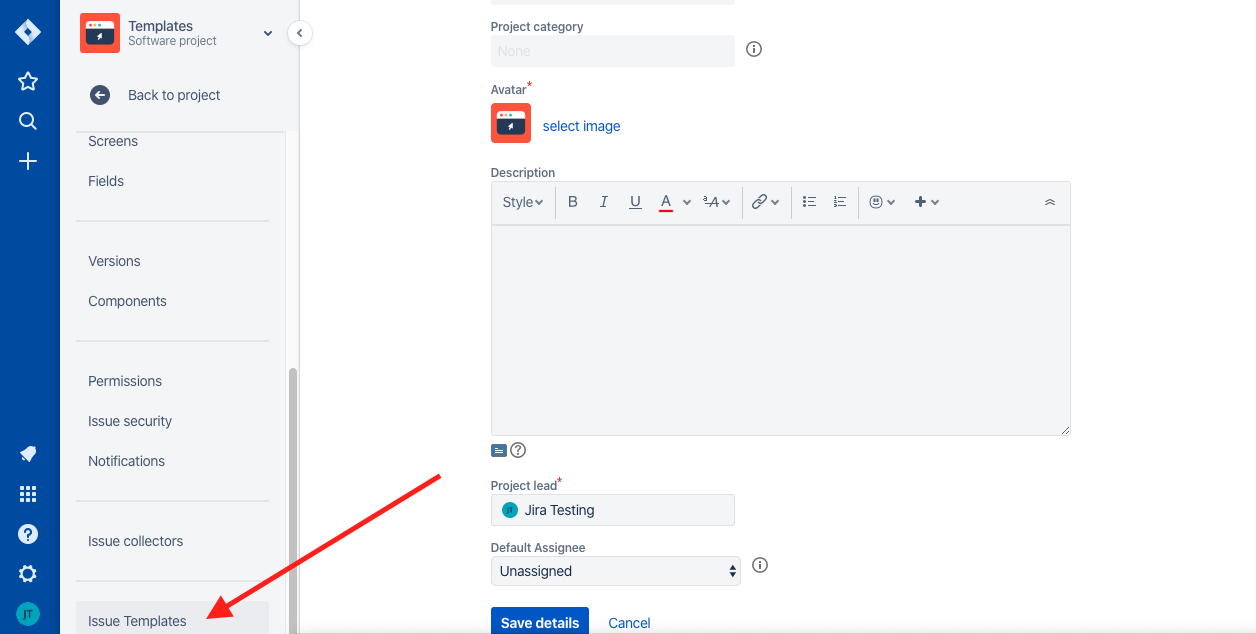 Templates
Software project
Back to project
Screens
Fields
Versions
Components
Permissions
Issue security
Notifications
Issue collectors
Issue Templates
JT
Project category
None
Avatar*
select image
Description
Style B I U A ªA
Project lead*
JT Jira Testing
Default Assignee
Unassigned
Save details Cancel